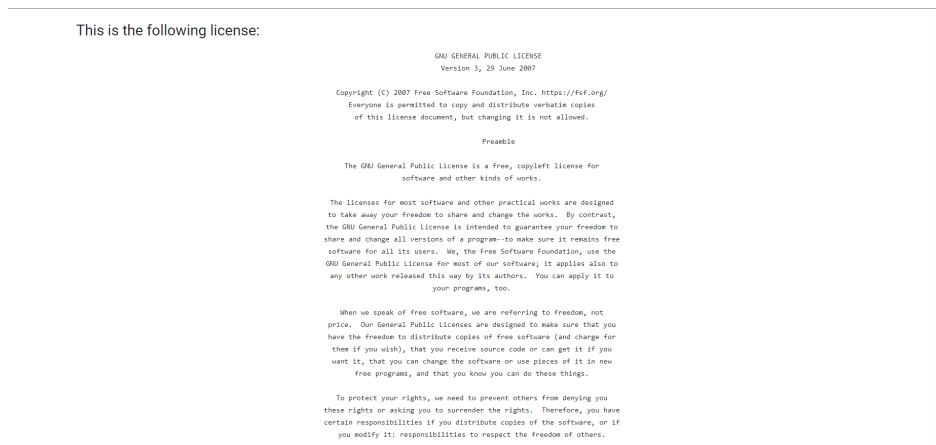 This is the following license:
GNU GENERAL PUBLIC LICENSE
Version 3, 29 June 2007
Copyright (C) 2007 Free Software Foundation, Inc. https://fsf.org/
Everyone is permitted to copy and distribute verbatim copies
of this license document, but changing it is not allowed.
Preamble
The GNU General Public License is a free, copyleft license for
software and other kinds of works.
The licenses for most software and other practical works are designed
to take away your freedom to share and change the works.  By contrast,
the GNU General Public License is intended to guarantee your freedom to
share and change all versions of a program--to make sure it remains free
software for all its users.  We, the Free Software Foundation, use the
GNU General Public License for most of our software; it applies also to
any other work released this way by its authors.  You can apply it to
your programs, too.
When we speak of free software, we are referring to freedom, not
price.  Our General Public Licenses are designed to make sure that you
have the freedom to distribute copies of free software (and charge for
them if you wish), that you receive source code or can get it if you
want it, that you can change the software or use pieces of it in new
free programs, and that you know you can do these things.
To protect your rights, we need to prevent others from denying you
these rights or asking you to surrender the rights.  Therefore, you have
certain responsibilities if you distribute copies of the software, or if
you modify it: responsibilities to respect the freedom of others.